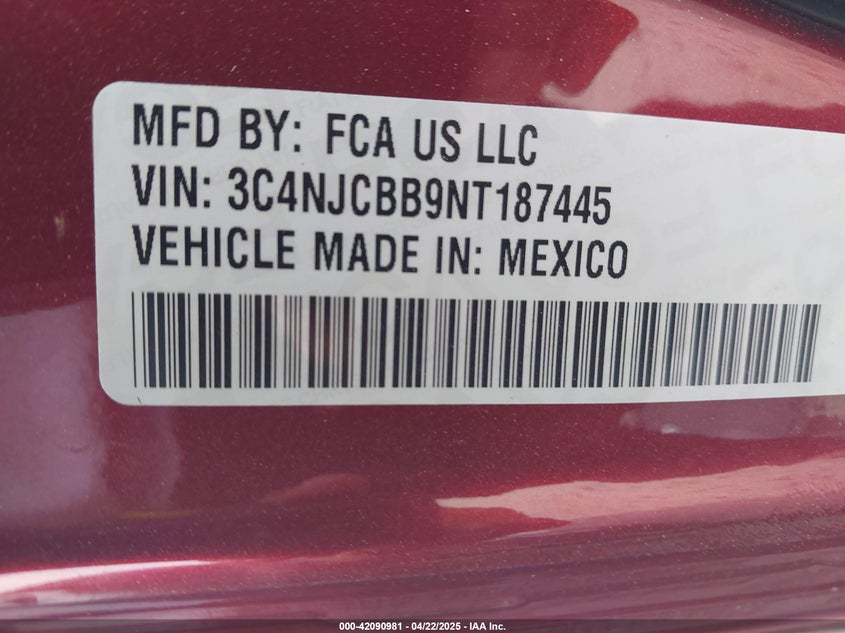 MFD BY: FCA US LLC
VIN: 3C4NJCBB9NT187445
VEHICLE MADE IN: MEXICO
000-42090981 - 04/22/2025 - IAA Inc.